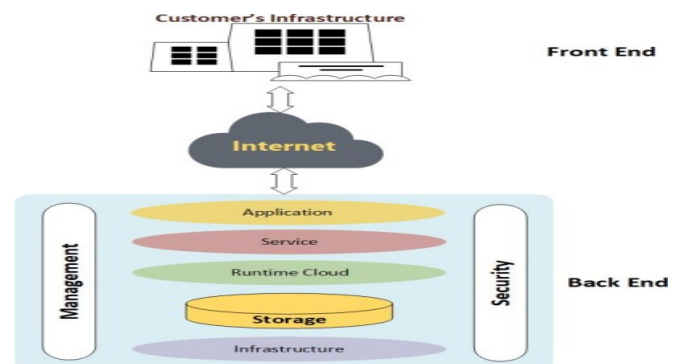 Customer's Infrastructure
Front End
Internet
Application
Service
Runtime Cloud
Storage
Infrastructure
Management
Security
Back End